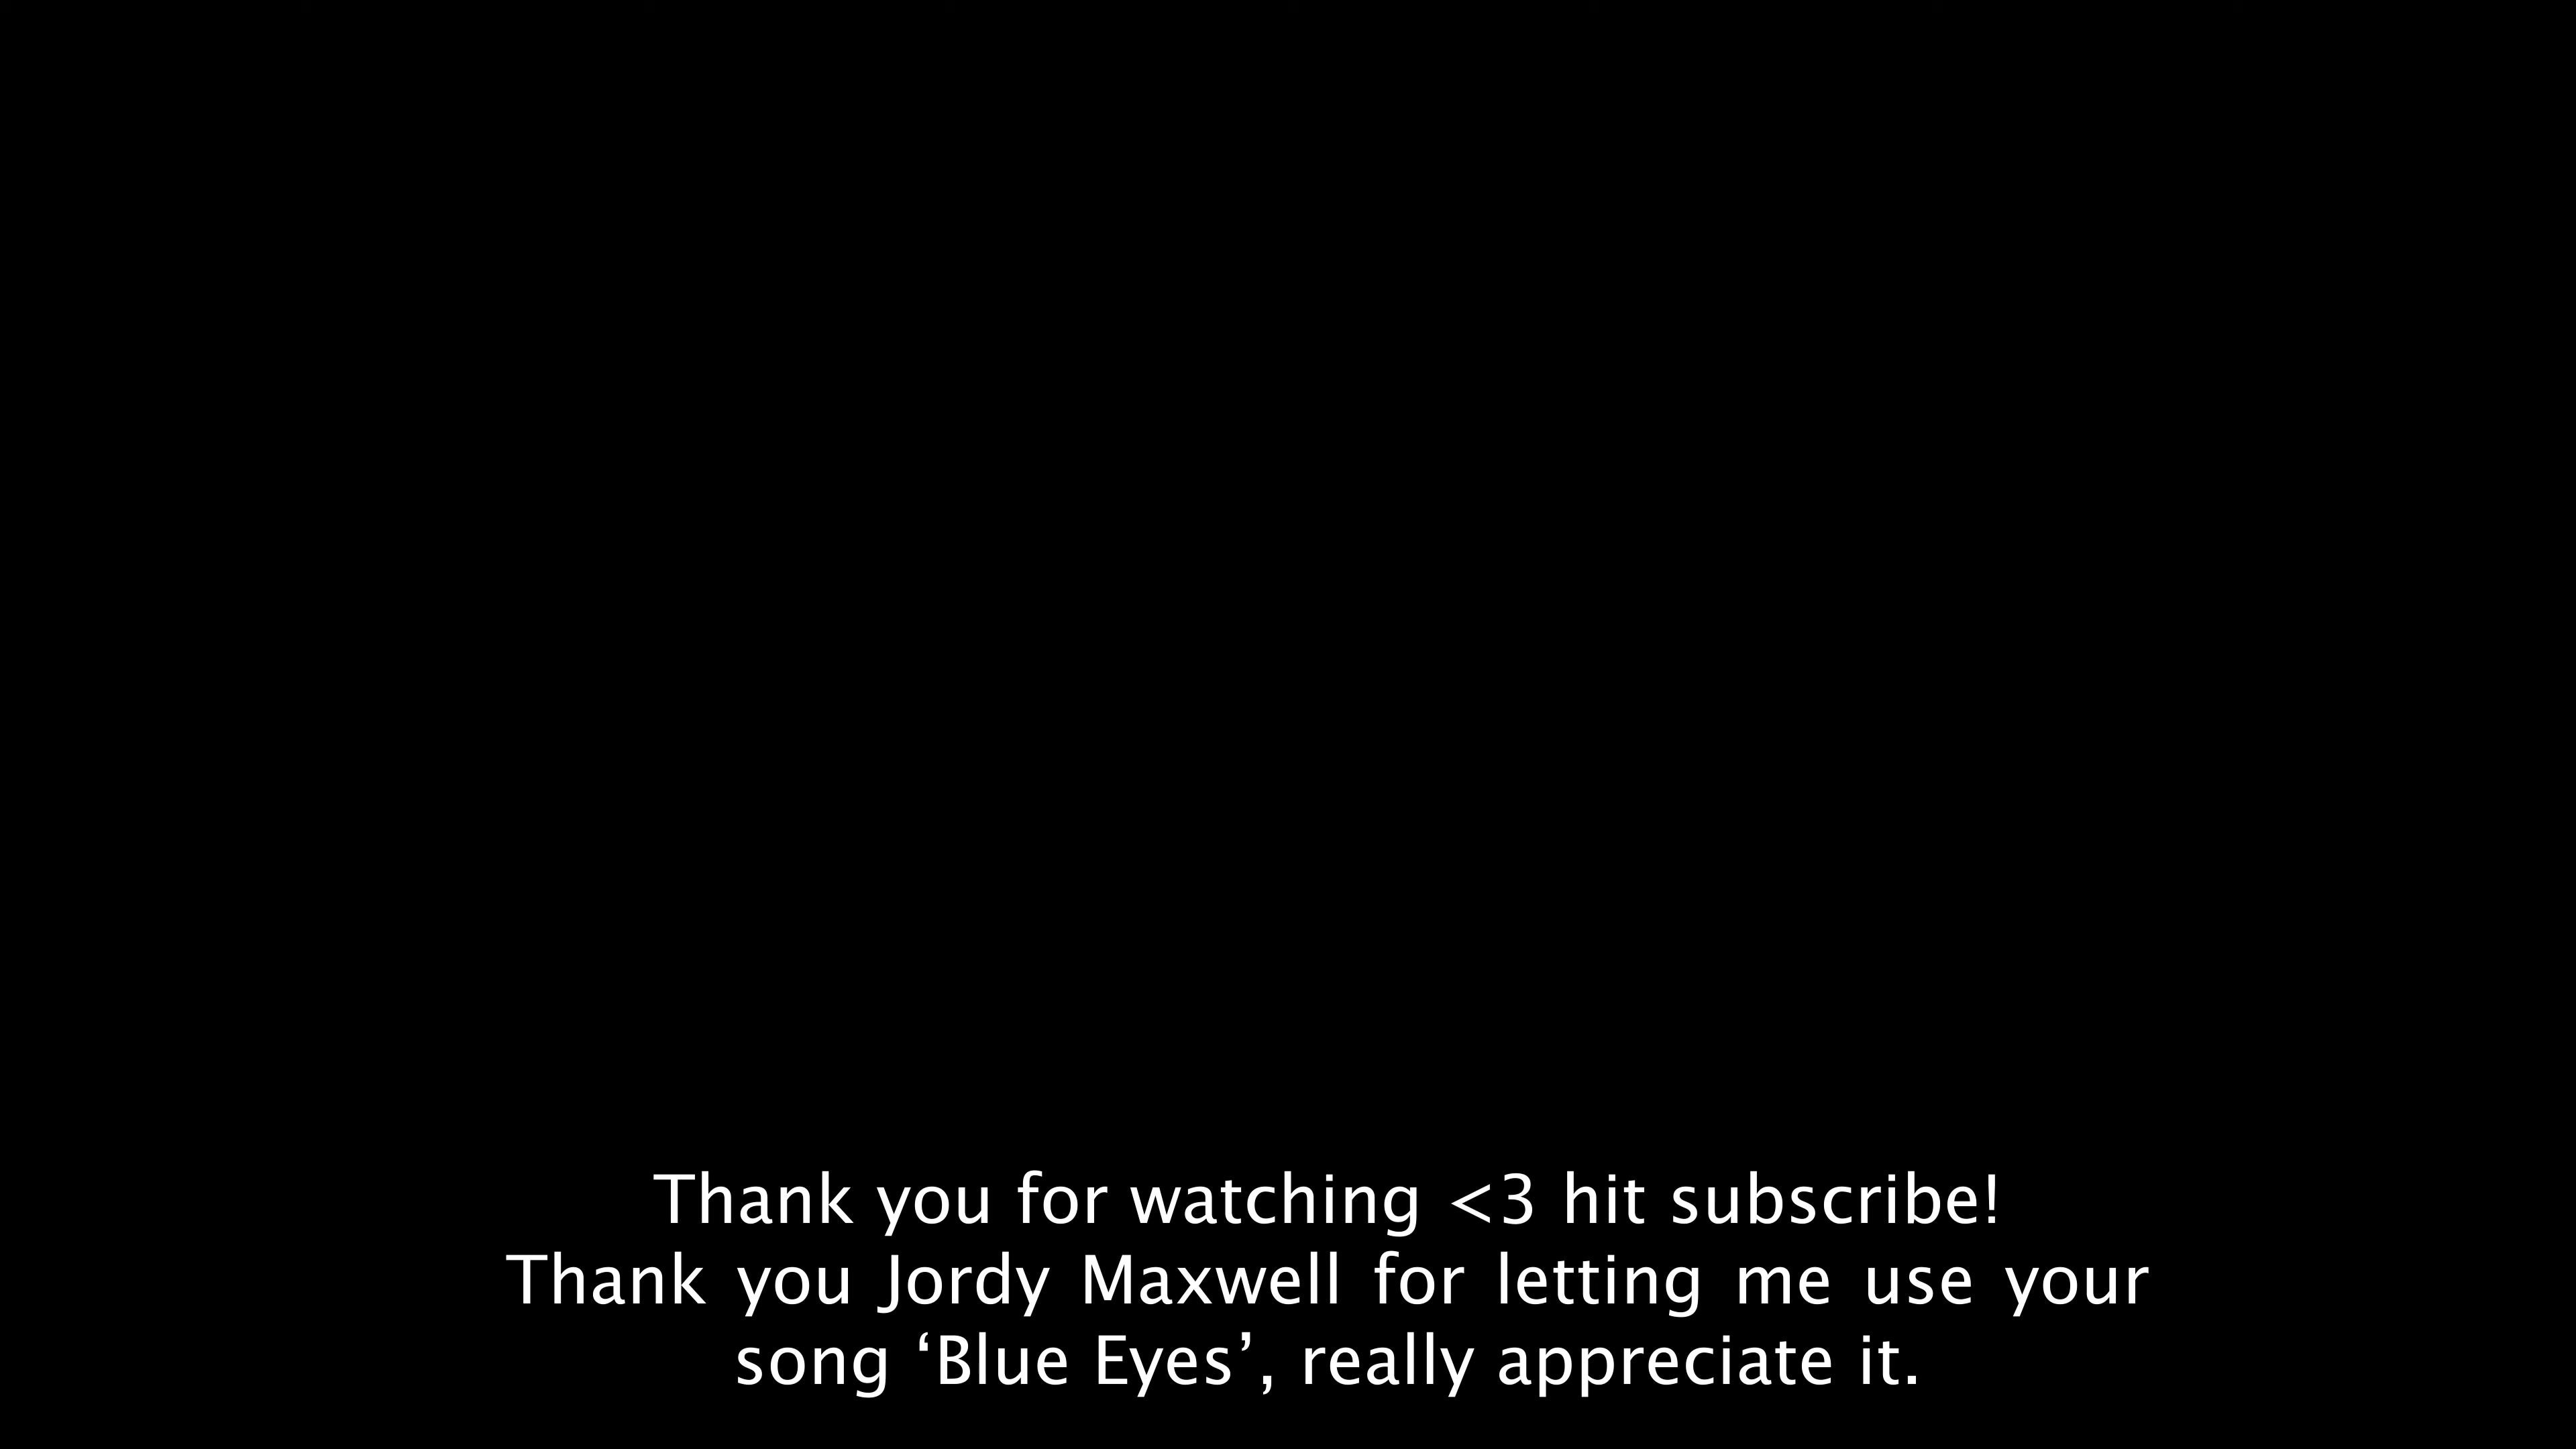 Thank you for watching <3 hit subscribe!
Thank you Jordy Maxwell for letting me use your
song ‘Blue Eyes’, really appreciate it.